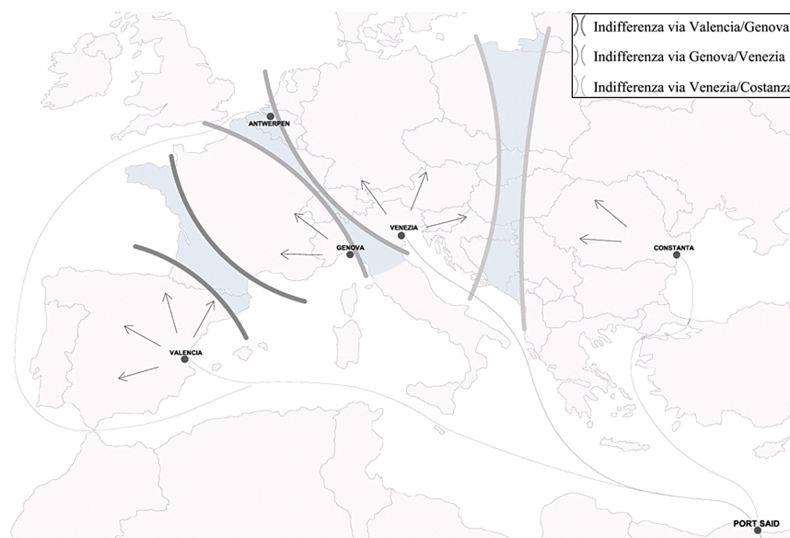 Indifferenza via Valencia/Genova
Indifferenza via Genova/Venezia
Indifferenza via Venezia/Costanza
ANTWERPEN
VENEZIA
GENOVA
CONSTANTA
VALENCIA
PORT SAID